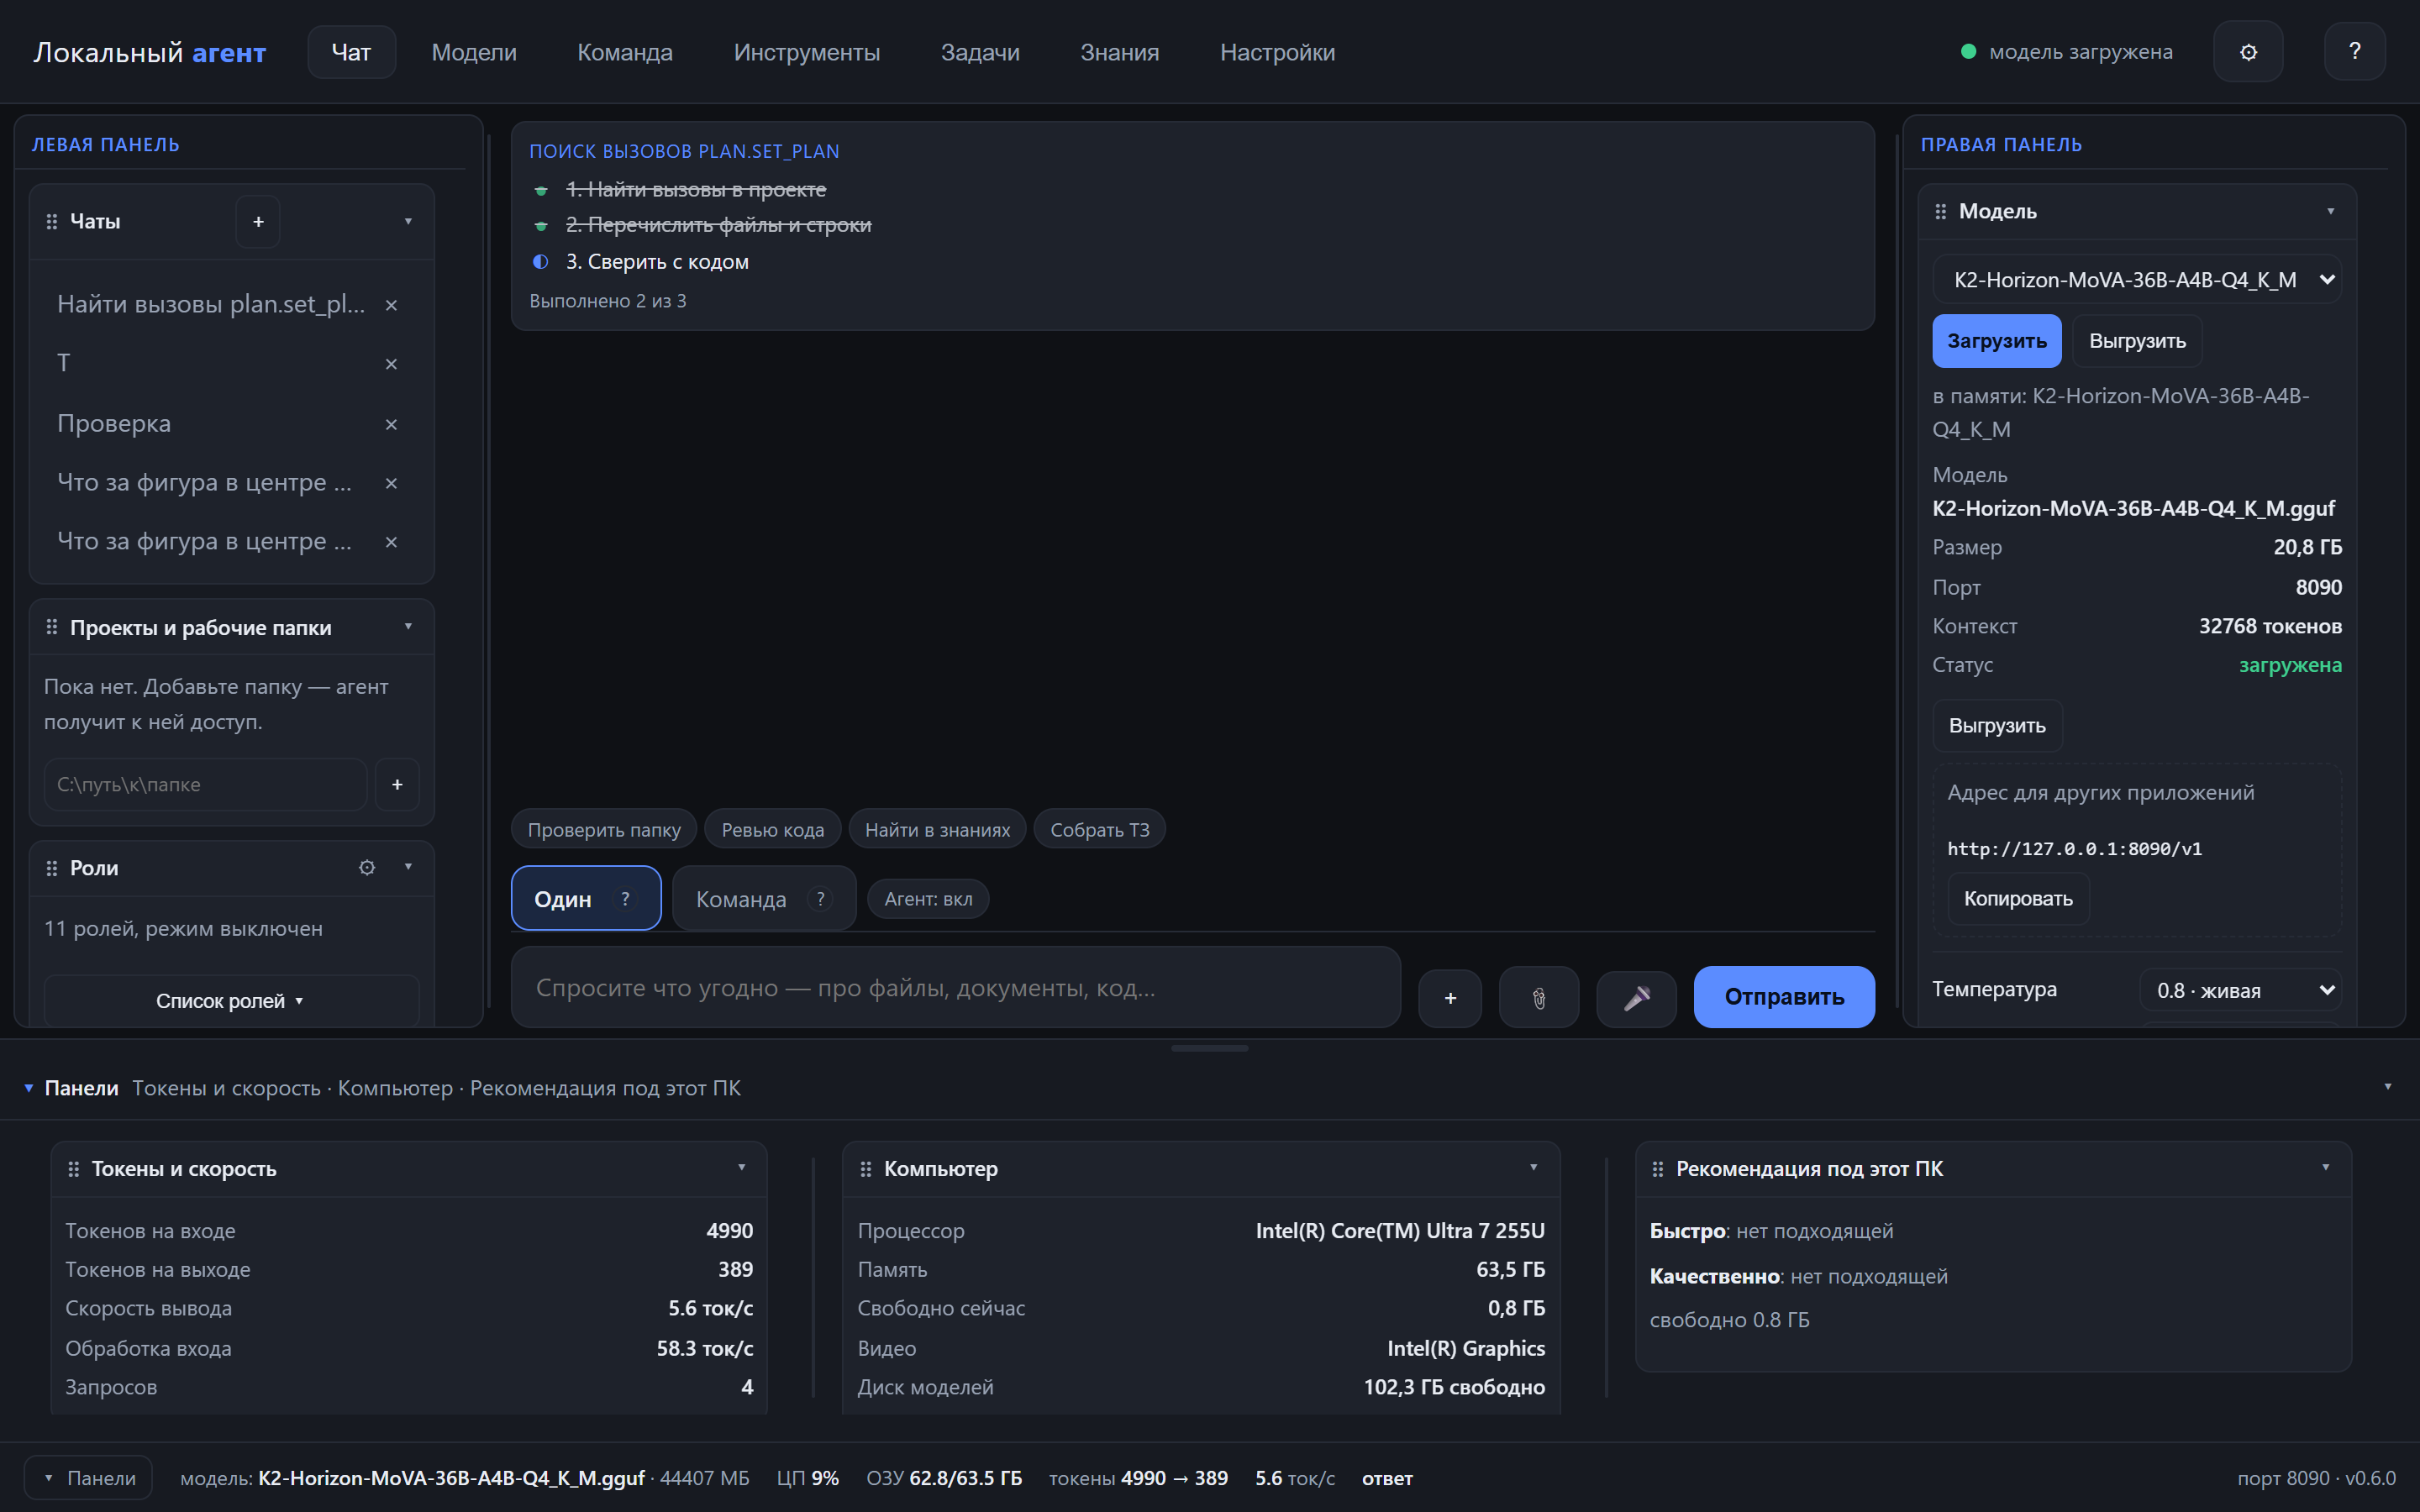 Локальный агент
Чат
Модели
Команда
Инструменты
Задачи
Знания
Настройки
модель загружена
?
ЛЕВАЯ ПАНЕЛЬ
Чаты
+
Найти вызовы plan.set_pl... ×
Т ×
Проверка ×
Что за фигура в центре ... ×
Что за фигура в центре ... ×
Проекты и рабочие папки
Пока нет. Добавьте папку — агент
получит к ней доступ.
C:\путь\к\папке
+
Роли
11 ролей, режим выключен
Список ролей
ПОИСК ВЫЗОВОВ PLAN.SET_PLAN
1. Найти вызовы в проекте
2. Перечислить файлы и строки
3. Сверить с кодом
Выполнено 2 из 3
Проверить папку
Ревью кода
Найти в знаниях
Собрать ТЗ
Один ?
Команда ?
Агент: вкл
Спросите что угодно — про файлы, документы, код...
+
Отправить
ПРАВАЯ ПАНЕЛЬ
Модель
K2-Horizon-MoVA-36B-A4B-Q4_K_M
Загрузить
Выгрузить
в памяти: K2-Horizon-MoVA-36B-A4B-
Q4_K_M
Модель
K2-Horizon-MoVA-36B-A4B-Q4_K_M.gguf
Размер 20,8 ГБ
Порт 8090
Контекст 32768 токенов
Статус загружена
Выгрузить
Адрес для других приложений
http://127.0.0.1:8090/v1
Копировать
Температура 0.8 · живая
Панели Токены и скорость · Компьютер · Рекомендация под этот ПК
Токены и скорость
Токенов на входе 4990
Токенов на выходе 389
Скорость вывода 5.6 ток/с
Обработка входа 58.3 ток/с
Запросов 4
Компьютер
Процессор Intel(R) Core(TM) Ultra 7 255U
Память 63,5 ГБ
Свободно сейчас 0,8 ГБ
Видео Intel(R) Graphics
Диск моделей 102,3 ГБ свободно
Рекомендация под этот ПК
Быстро: нет подходящей
Качественно: нет подходящей
свободно 0.8 ГБ
Панели
модель: K2-Horizon-MoVA-36B-A4B-Q4_K_M.gguf · 44407 МБ
ЦП 9%
ОЗУ 62.8/63.5 ГБ
токены 4990 → 389
5.6 ток/с
ответ
порт 8090 · v0.6.0